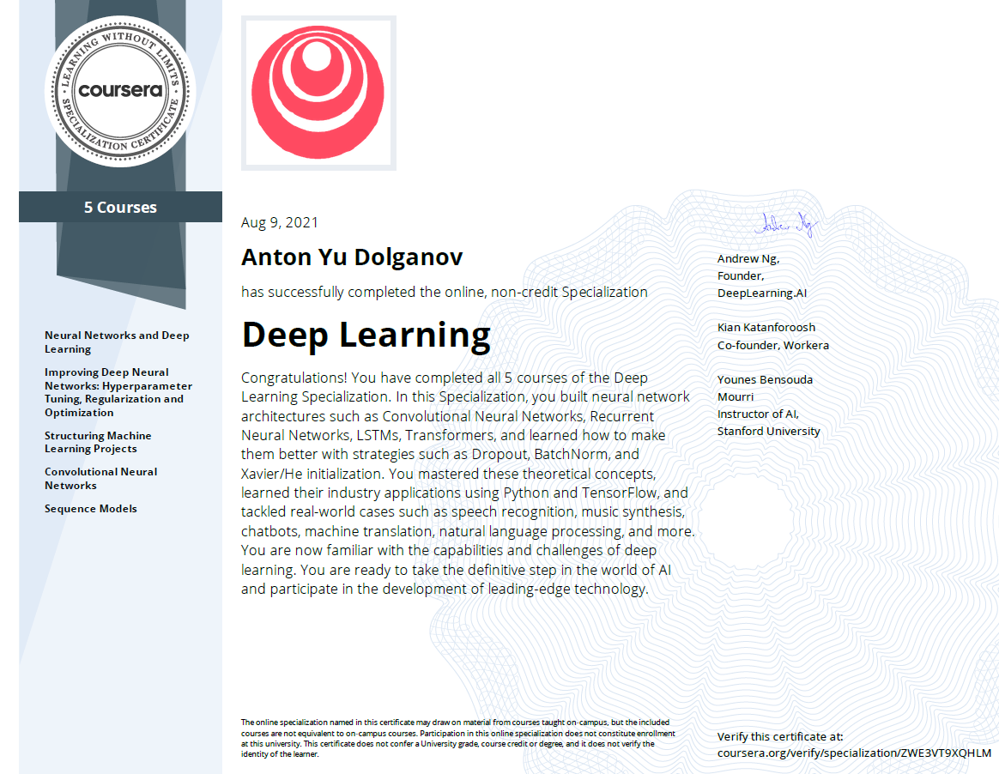 LEARNING WITHOUT LIMITS
coursera
SPECIALIZATION CERTIFICATE
5 Courses
Neural Networks and Deep
Learning
Improving Deep Neural
Networks: Hyperparameter
Tuning, Regularization and
Optimization
Structuring Machine
Learning Projects
Convolutional Neural
Networks
Sequence Models
Aug 9, 2021
Anton Yu Dolganov
has successfully completed the online, non-credit Specialization
Deep Learning
Congratulations! You have completed all 5 courses of the Deep
Learning Specialization. In this Specialization, you built neural network
architectures such as Convolutional Neural Networks, Recurrent
Neural Networks, LSTMs, Transformers, and learned how to make
them better with strategies such as Dropout, BatchNorm, and
Xavier/He initialization. You mastered these theoretical concepts,
learned their industry applications using Python and TensorFlow, and
tackled real-world cases such as speech recognition, music synthesis,
chatbots, machine translation, natural language processing, and more.
You are now familiar with the capabilities and challenges of deep
learning. You are ready to take the definitive step in the world of AI
and participate in the development of leading-edge technology.
Andrew Ng
Andrew Ng,
Founder,
DeepLearning.AI
Kian Katanforoosh
Co-founder, Workera
Younes Bensouda
Mourri
Instructor of AI,
Stanford University
The online specialization named in this certificate may draw on material from courses taught on-campus, but the included
courses are not equivalent to on-campus courses. Participation in this online specialization does not constitute enrollment
at this university. This certificate does not confer a University grade, course credit or degree, and it does not verify the
identity of the learner.
Verify this certificate at:
coursera.org/verify/specialization/ZWE3VT9XQHLM